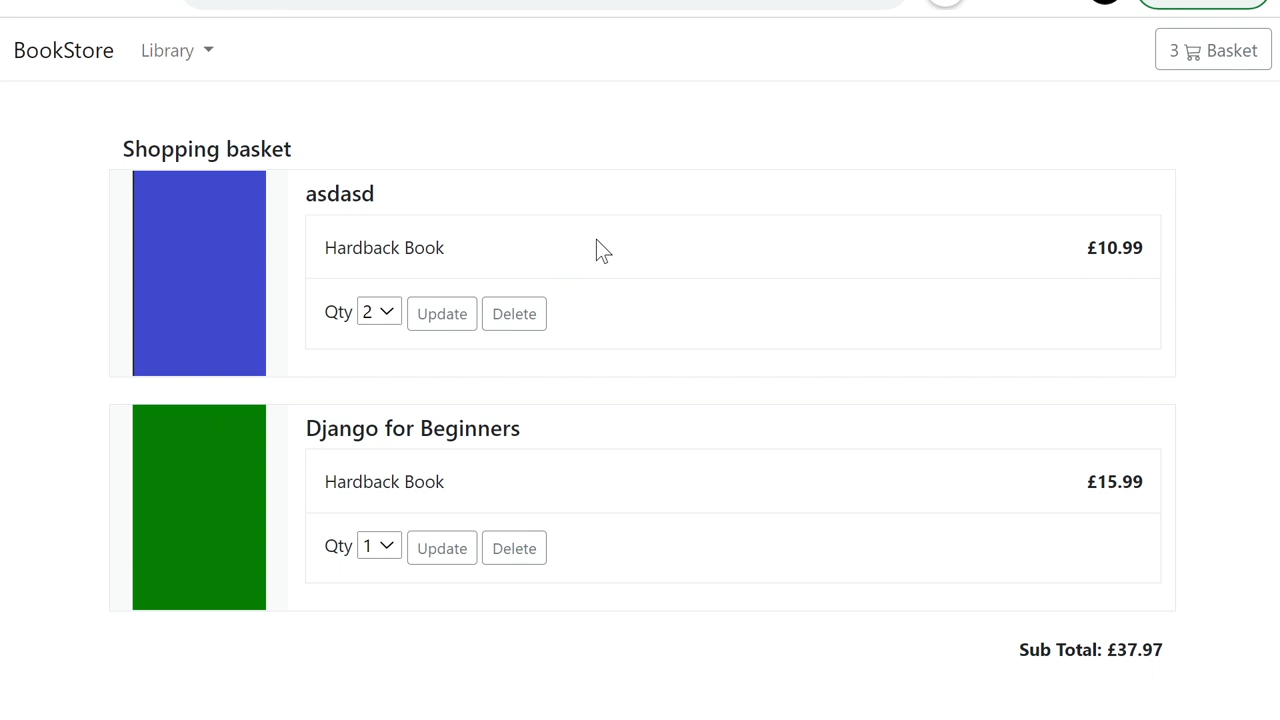 BookStore
Library
3 Basket
Shopping basket
asdasd
Hardback Book
£10.99
Qty 2 Update Delete
Django for Beginners
Hardback Book
£15.99
Qty 1 Update Delete
Sub Total: £37.97